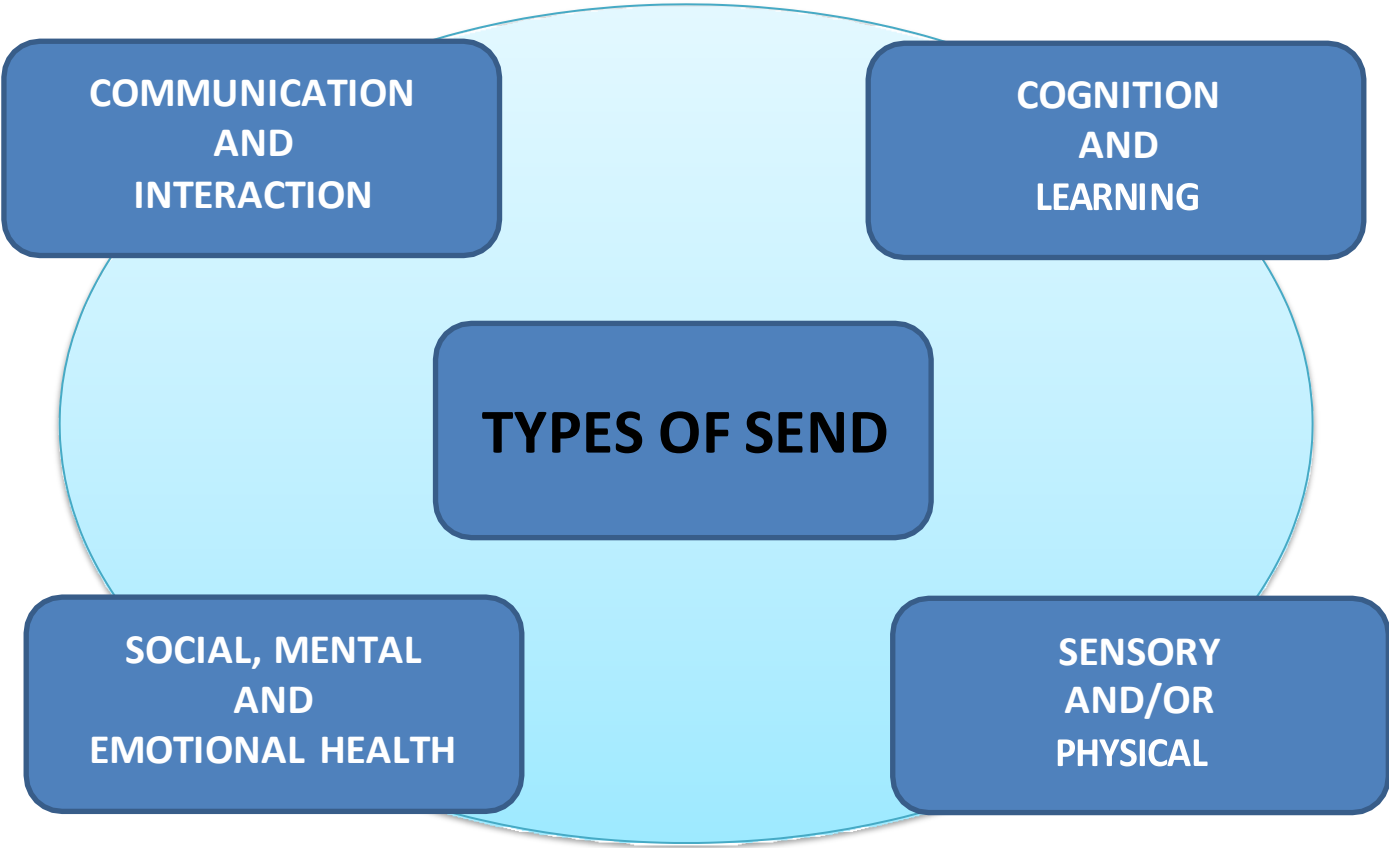 COMMUNICATION
AND
INTERACTION
COGNITION
AND
LEARNING
TYPES OF SEND
SOCIAL, MENTAL
AND
EMOTIONAL HEALTH
SENSORY
AND/OR
PHYSICAL